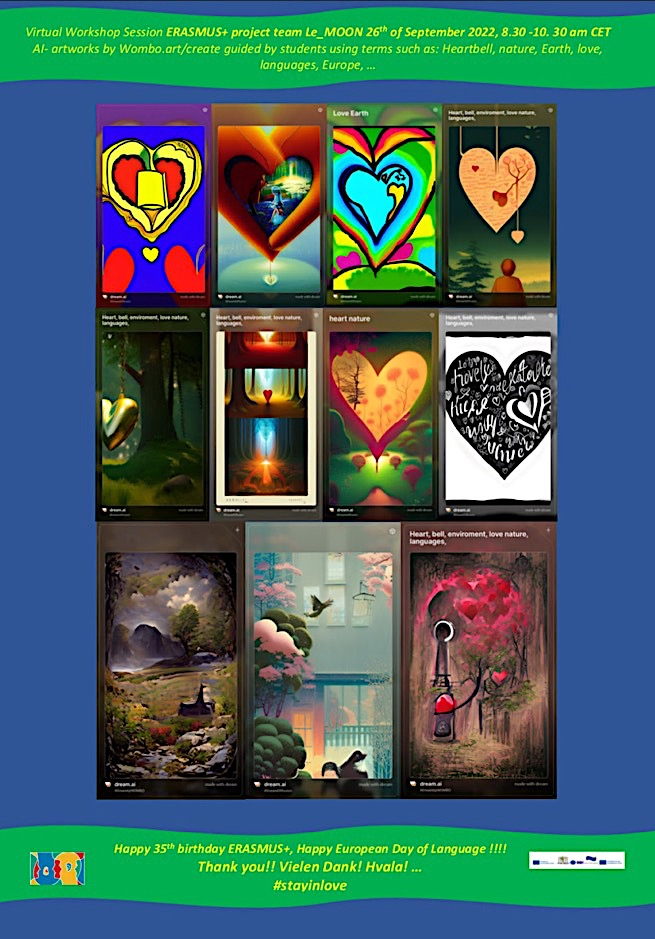 Virtual Workshop Session ERASMUS+ project team Le_MOON 26th of September 2022, 8.30 -10. 30 am CET
AI- artworks by Wombo.art/create guided by students using terms such as: Heartbell, nature, Earth, love,
languages, Europe, …
Love Earth
Heart, bell, enviroment, love nature,
languages,
dream.ai
made with dream
dream.ai
made with dream
dream.ai
made with dream
dream.ai
made with dream
Heart, bell, enviroment, love nature,
languages,
Heart, bell, enviroment, love nature,
languages,
heart nature
Heart, bell, enviroment, love nature,
languages,
dream.ai
made with dream
dream.ai
made with dream
dream.ai
made with dream
dream.ai
made with dream
Heart, bell, enviroment, love nature,
languages,
dream.ai
made with dream
dream.ai
made with dream
dream.ai
made with dream
Happy 35th birthday ERASMUS+, Happy European Day of Language !!!!
Thank you!! Vielen Dank! Hvala! …
#stayinlove